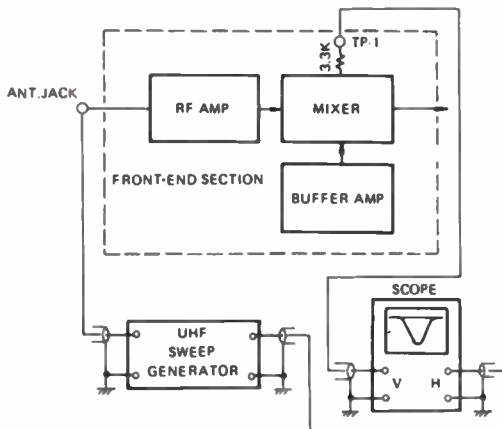 TP-1
3.3K
ANT.JACK
RF AMP
MIXER
FRONT-END SECTION
BUFFER AMP
SCOPE
UHF
SWEEP
GENERATOR
V H